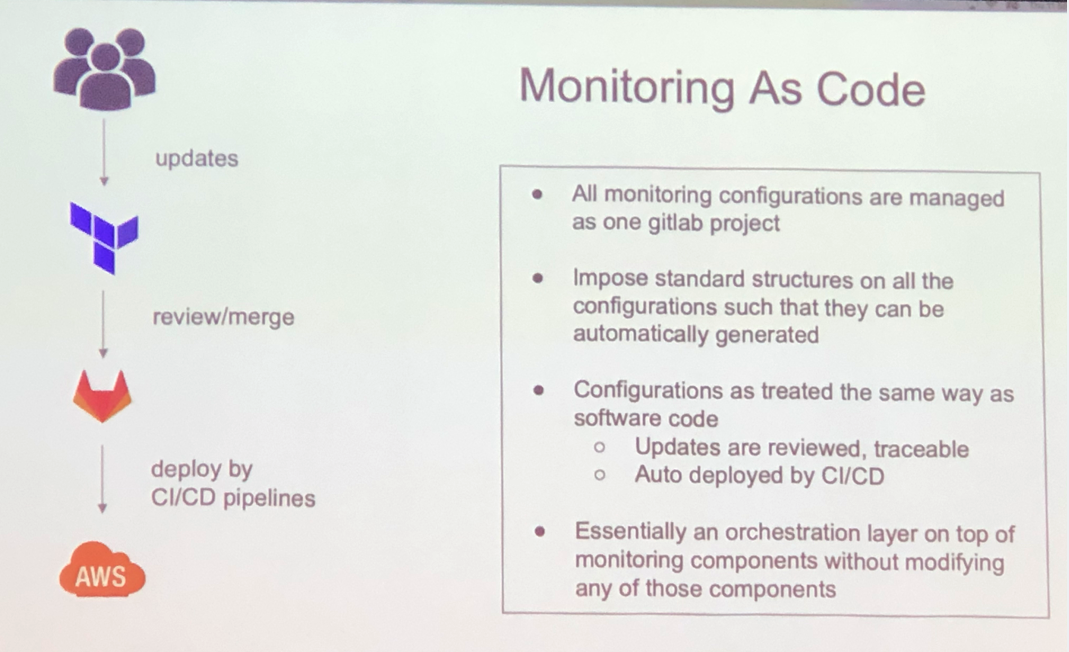 Monitoring As Code
updates
review/merge
deploy by
CI/CD pipelines
AWS
● All monitoring configurations are managed
as one gitlab project
● Impose standard structures on all the
configurations such that they can be
automatically generated
● Configurations as treated the same way as
software code
○ Updates are reviewed, traceable
○ Auto deployed by CI/CD
● Essentially an orchestration layer on top of
monitoring components without modifying
any of those components